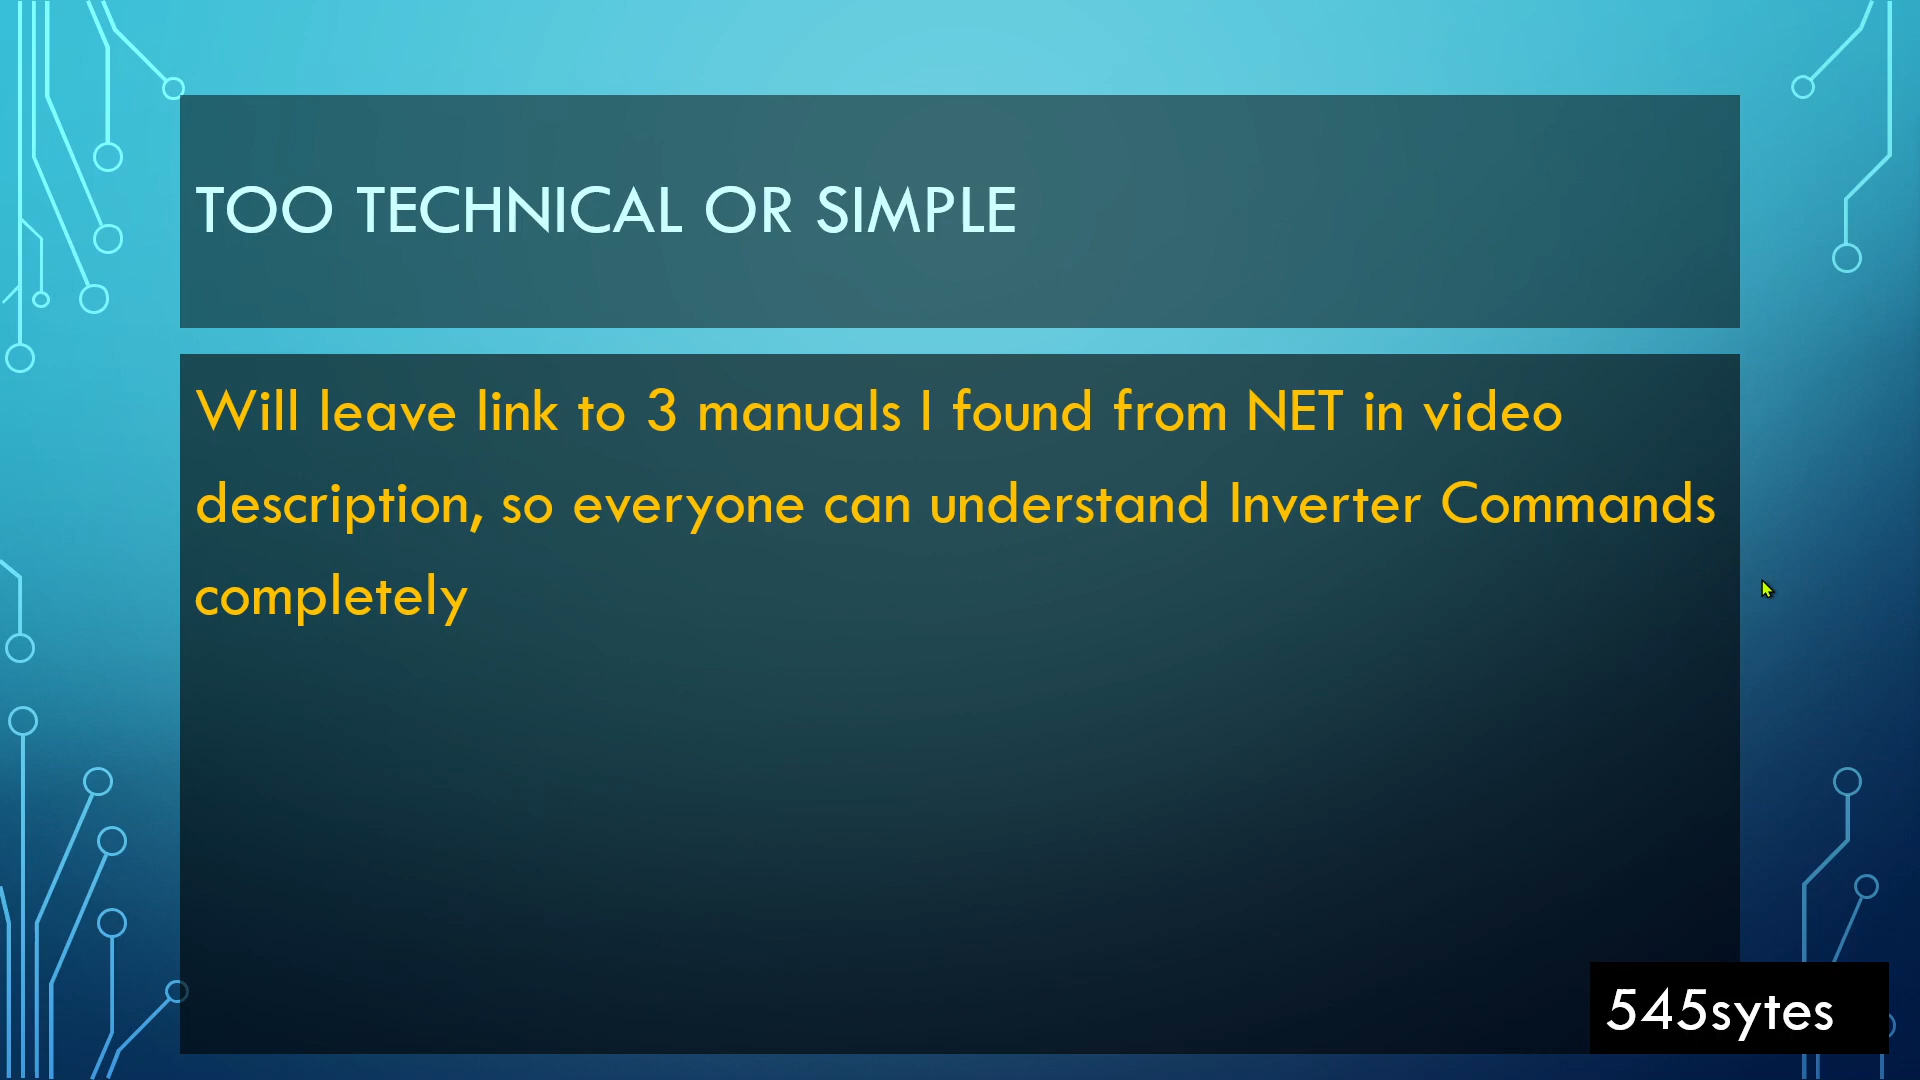 TOO TECHNICAL OR SIMPLE
Will leave link to 3 manuals I found from NET in video
description, so everyone can understand Inverter Commands
completely
545sytes